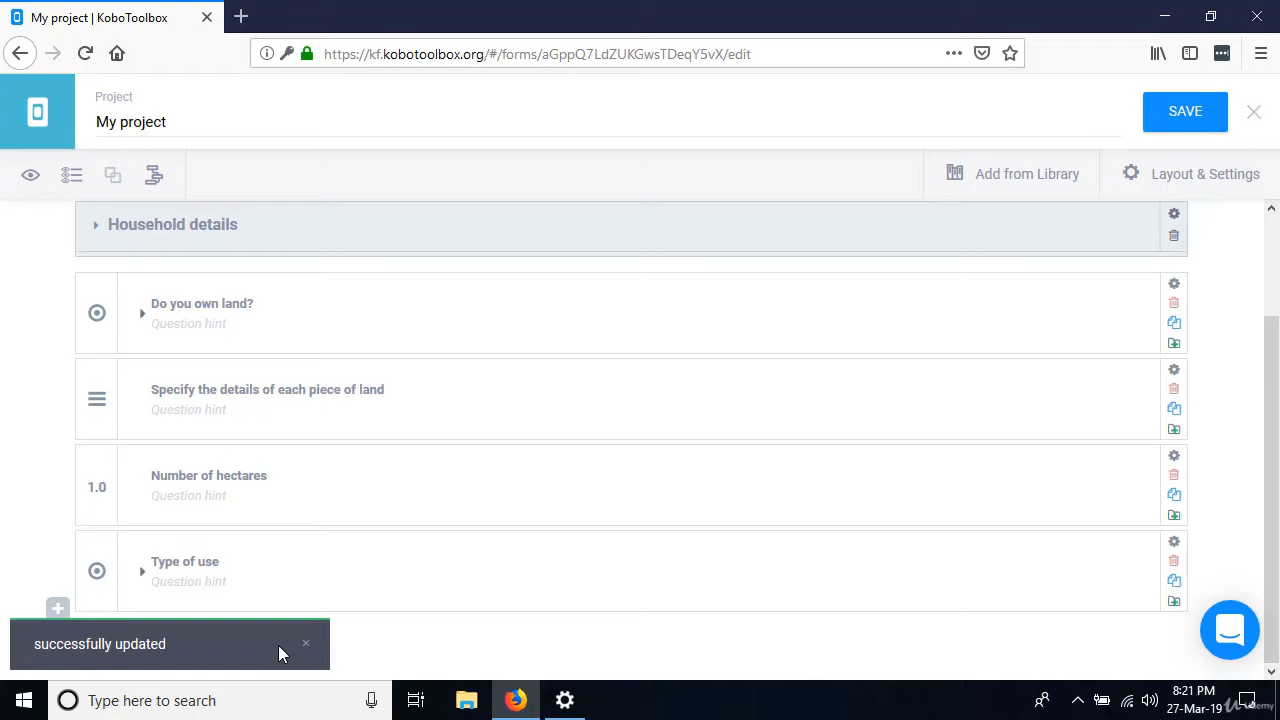 My project | KoboToolbox
https://kf.kobotoolbox.org/#/forms/aGppQ7LdZUKGwsTDeqY5vX/edit
Project
My project
SAVE
Add from Library
Layout & Settings
Household details
Do you own land?
Question hint
Specify the details of each piece of land
Question hint
1.0
Number of hectares
Question hint
Type of use
Question hint
successfully updated
Type here to search
8:21 PM
27-Mar-19
Udemy